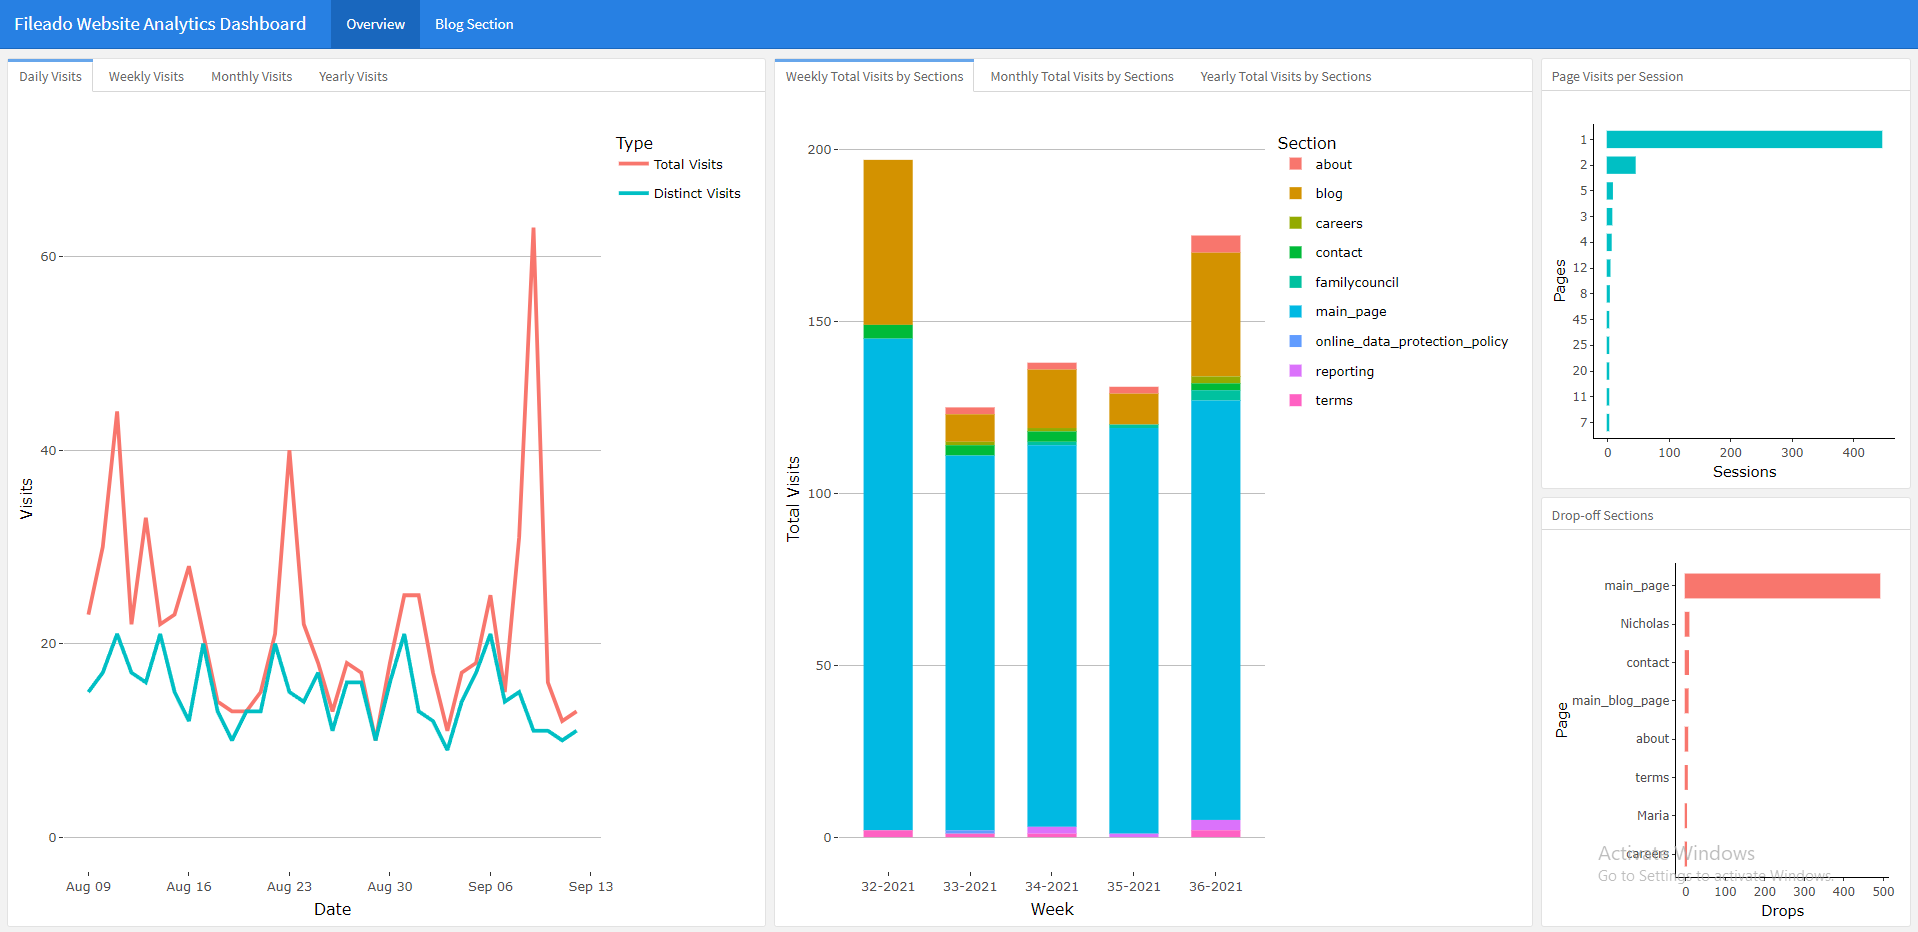 Fileado Website Analytics Dashboard Overview Blog Section
Daily Visits Weekly Visits Monthly Visits Yearly Visits
Type
Total Visits
Distinct Visits
60
40
20
0
Visits
Aug 09 Aug 16 Aug 23 Aug 30 Sep 06 Sep 13
Date
Weekly Total Visits by Sections Monthly Total Visits by Sections Yearly Total Visits by Sections
Section
about
blog
careers
contact
familycouncil
main_page
online_data_protection_policy
reporting
terms
200
150
100
50
0
Total Visits
32-2021 33-2021 34-2021 35-2021 36-2021
Week
Page Visits per Session
1
2
5
3
4
12
8
45
25
20
11
7
Pages
0 100 200 300 400
Sessions
Drop-off Sections
main_page
Nicholas
contact
main_blog_page
about
terms
Maria
careers
Page
0 100 200 300 400 500
Drops
Activate Windows
Go to Settings to activate Windows.